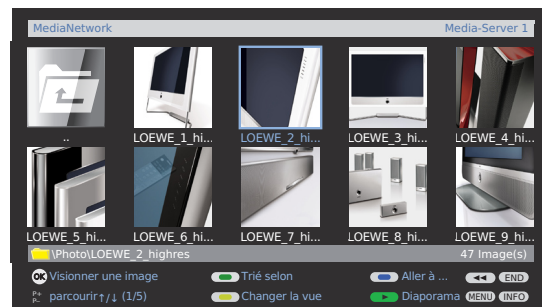 MediaNetwork Media-Server 1
.. LOEWE_1_hi... LOEWE_2_hi... LOEWE_3_hi... LOEWE_4_hi...
LOEWE_5_hi... LOEWE_6_hi... LOEWE_7_hi... LOEWE_8_hi... LOEWE_9_hi...
\Photo\LOEWE_2_highres 47 Image(s)
OK Visionner une image Trié selon Aller à ... END
P+ P- parcourir↑/↓ (1/5) Changer la vue Diaporama MENU INFO